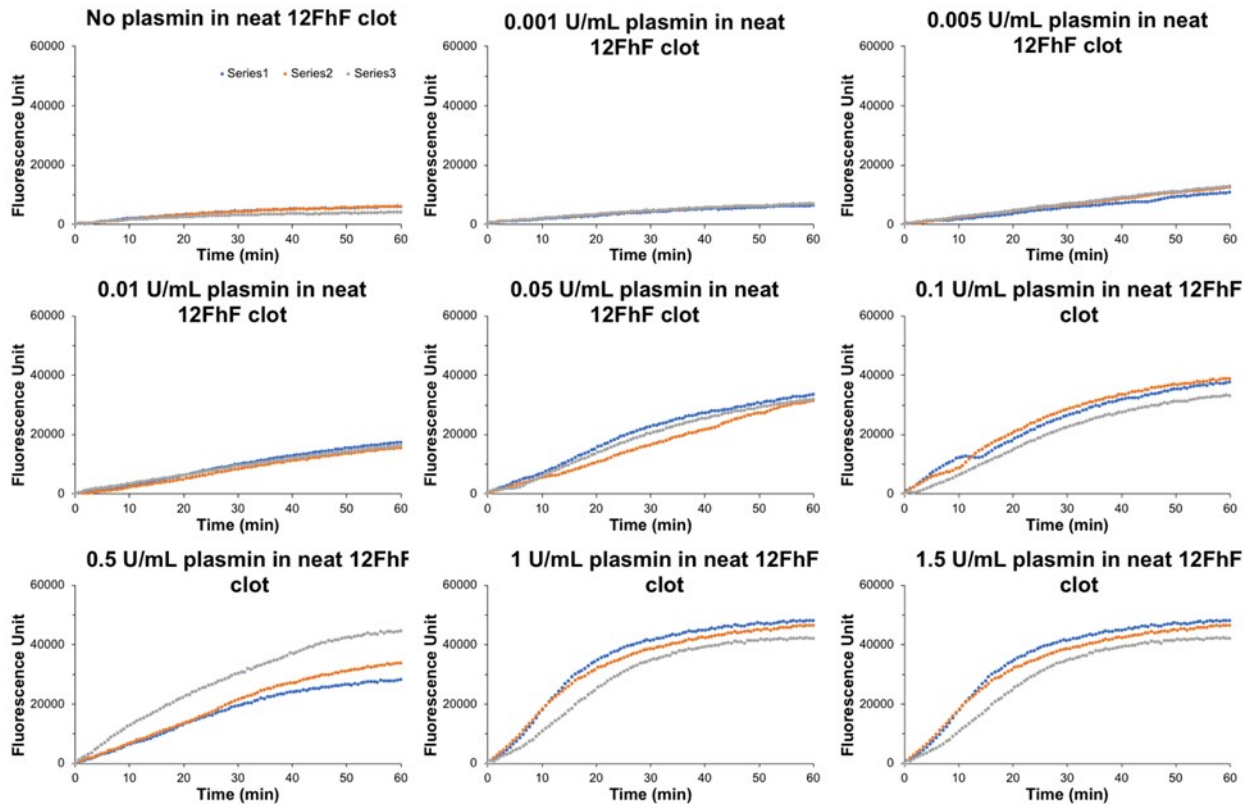 No plasmin in neat 12FhF clot
60000
40000
20000
0
Fluorescence Unit
Series1 Series2 Series3
0 10 20 30 40 50 60
Time (min)
0.001 U/mL plasmin in neat
12FhF clot
60000
40000
20000
0
Fluorescence Unit
0 10 20 30 40 50 60
Time (min)
0.005 U/mL plasmin in neat
12FhF clot
60000
40000
20000
0
Fluorescence Unit
0 10 20 30 40 50 60
Time (min)
0.01 U/mL plasmin in neat
12FhF clot
60000
40000
20000
0
Fluorescence Unit
0 10 20 30 40 50 60
Time (min)
0.05 U/mL plasmin in neat
12FhF clot
60000
40000
20000
0
Fluorescence Unit
0 10 20 30 40 50 60
Time (min)
0.1 U/mL plasmin in neat 12FhF
clot
60000
40000
20000
0
Fluorescence Unit
0 10 20 30 40 50 60
Time (min)
0.5 U/mL plasmin in neat 12FhF
clot
60000
40000
20000
0
Fluorescence Unit
0 10 20 30 40 50 60
Time (min)
1 U/mL plasmin in neat 12FhF
clot
60000
40000
20000
0
Fluorescence Unit
0 10 20 30 40 50 60
Time (min)
1.5 U/mL plasmin in neat 12FhF
clot
60000
40000
20000
0
Fluorescence Unit
0 10 20 30 40 50 60
Time (min)